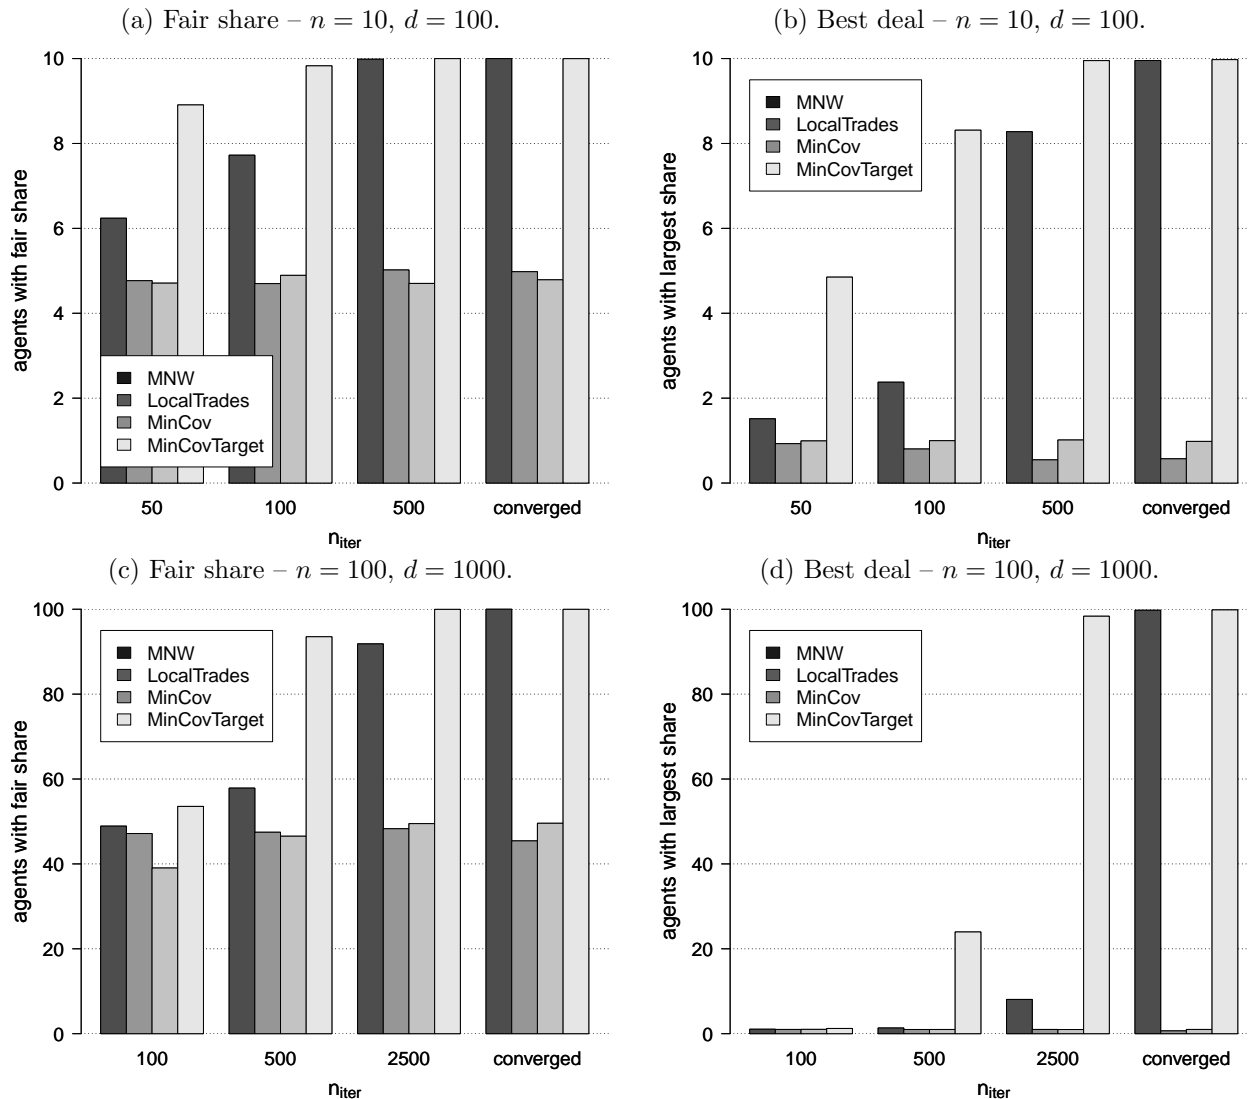 (a) Fair share – n = 10, d = 100.
agents with fair share
10
8
6
4
2
0
MNW
LocalTrades
MinCov
MinCovTarget
50 100 500 converged
n_iter
(b) Best deal – n = 10, d = 100.
agents with largest share
10
8
6
4
2
0
MNW
LocalTrades
MinCov
MinCovTarget
50 100 500 converged
n_iter
(c) Fair share – n = 100, d = 1000.
agents with fair share
100
80
60
40
20
0
MNW
LocalTrades
MinCov
MinCovTarget
100 500 2500 converged
n_iter
(d) Best deal – n = 100, d = 1000.
agents with largest share
100
80
60
40
20
0
MNW
LocalTrades
MinCov
MinCovTarget
100 500 2500 converged
n_iter